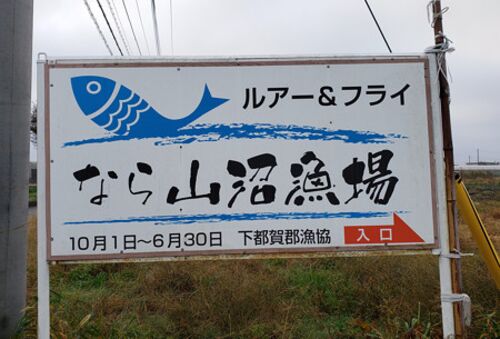 ルアー&フライ
なら山沼漁場
10月1日~6月30日 下都賀郡漁協 入口